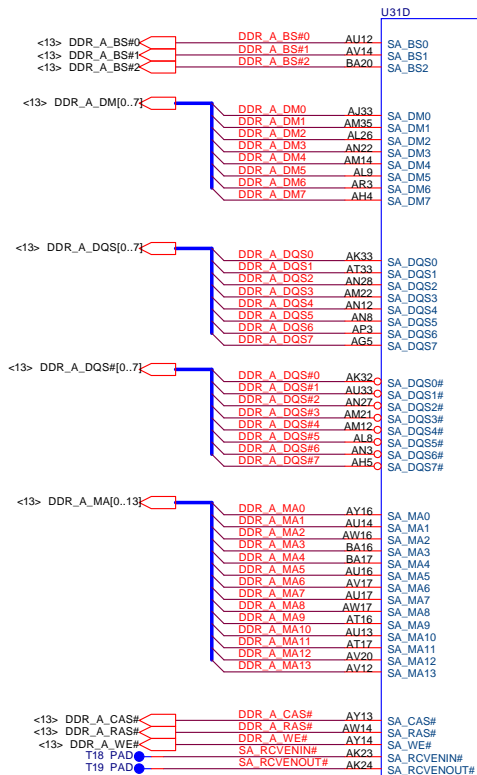 U31D
<13> DDR_A_BS#0 DDR_A_BS#0 AU12 SA_BS0
<13> DDR_A_BS#1 DDR_A_BS#1 AV14 SA_BS1
<13> DDR_A_BS#2 DDR_A_BS#2 BA20 SA_BS2
<13> DDR_A_DM[0..7]
DDR_A_DM0 AJ33 SA_DM0
DDR_A_DM1 AM35 SA_DM1
DDR_A_DM2 AL26 SA_DM2
DDR_A_DM3 AN22 SA_DM3
DDR_A_DM4 AM14 SA_DM4
DDR_A_DM5 AL9 SA_DM5
DDR_A_DM6 AR3 SA_DM6
DDR_A_DM7 AH4 SA_DM7
<13> DDR_A_DQS[0..7]
DDR_A_DQS0 AK33 SA_DQS0
DDR_A_DQS1 AT33 SA_DQS1
DDR_A_DQS2 AN28 SA_DQS2
DDR_A_DQS3 AM22 SA_DQS3
DDR_A_DQS4 AN12 SA_DQS4
DDR_A_DQS5 AN8 SA_DQS5
DDR_A_DQS6 AP3 SA_DQS6
DDR_A_DQS7 AG5 SA_DQS7
<13> DDR_A_DQS#[0..7]
DDR_A_DQS#0 AK32 SA_DQS0#
DDR_A_DQS#1 AU33 SA_DQS1#
DDR_A_DQS#2 AN27 SA_DQS2#
DDR_A_DQS#3 AM21 SA_DQS3#
DDR_A_DQS#4 AM12 SA_DQS4#
DDR_A_DQS#5 AL8 SA_DQS5#
DDR_A_DQS#6 AN3 SA_DQS6#
DDR_A_DQS#7 AH5 SA_DQS7#
<13> DDR_A_MA[0..13]
DDR_A_MA0 AY16 SA_MA0
DDR_A_MA1 AU14 SA_MA1
DDR_A_MA2 AW16 SA_MA2
DDR_A_MA3 BA16 SA_MA3
DDR_A_MA4 BA17 SA_MA4
DDR_A_MA5 AU16 SA_MA5
DDR_A_MA6 AV17 SA_MA6
DDR_A_MA7 AU17 SA_MA7
DDR_A_MA8 AW17 SA_MA8
DDR_A_MA9 AT16 SA_MA9
DDR_A_MA10 AU13 SA_MA10
DDR_A_MA11 AT17 SA_MA11
DDR_A_MA12 AV20 SA_MA12
DDR_A_MA13 AV12 SA_MA13
<13> DDR_A_CAS# DDR_A_CAS# AY13 SA_CAS#
<13> DDR_A_RAS# DDR_A_RAS# AW14 SA_RAS#
<13> DDR_A_WE# DDR_A_WE# AY14 SA_WE#
T18 PAD SA_RCVENIN# AK23 SA_RCVENIN#
T19 PAD SA_RCVENOUT# AK24 SA_RCVENOUT#